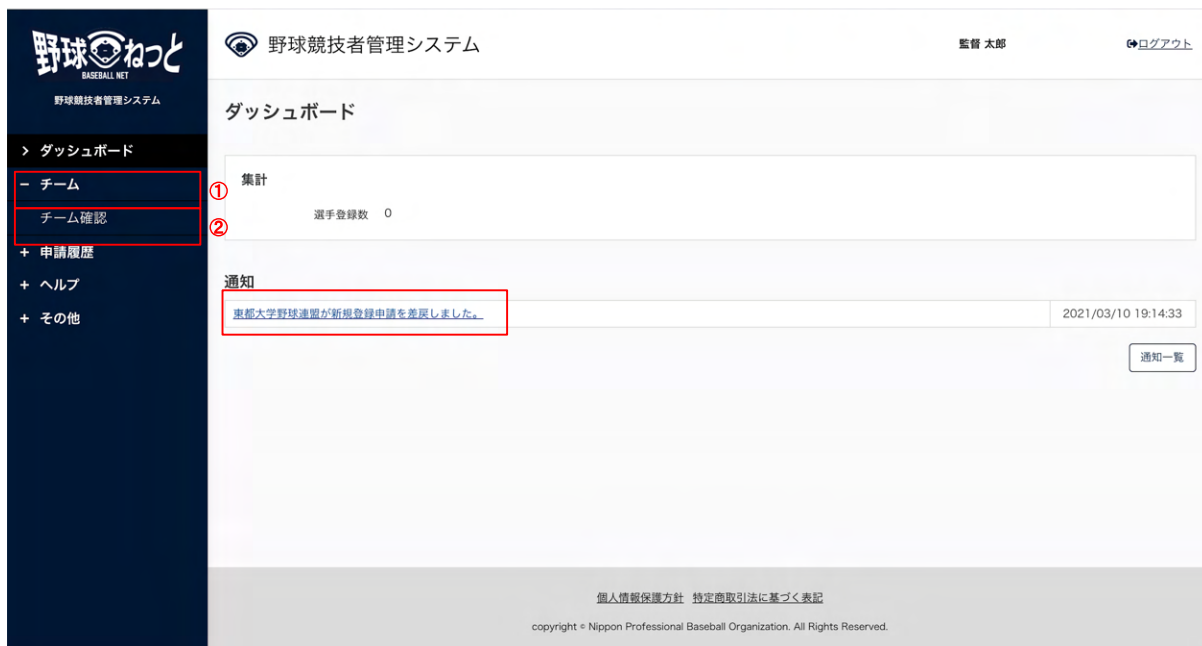 野球ねっと
BASEBALL NET
野球競技者管理システム
> ダッシュボード
− チーム
①
チーム確認
②
+ 申請履歴
+ ヘルプ
+ その他
野球競技者管理システム
監督 太郎
ログアウト
ダッシュボード
集計
選手登録数 0
通知
東都大学野球連盟が新規登録申請を差戻しました。
2021/03/10 19:14:33
通知一覧
個人情報保護方針 特定商取引法に基づく表記
copyright © Nippon Professional Baseball Organization. All Rights Reserved.